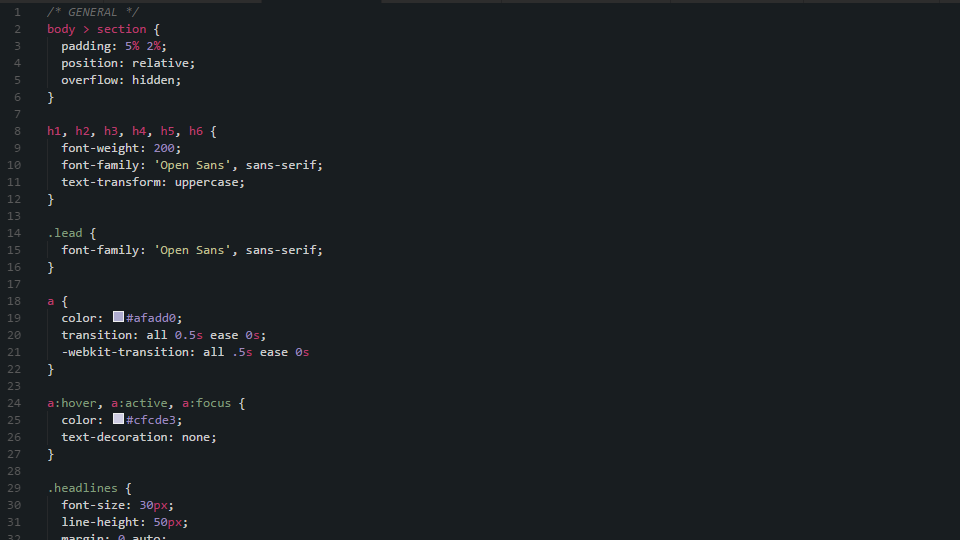 1 /* GENERAL */
2 body > section {
3 padding: 5% 2%;
4 position: relative;
5 overflow: hidden;
6 }
7
8 h1, h2, h3, h4, h5, h6 {
9 font-weight: 200;
10 font-family: 'Open Sans', sans-serif;
11 text-transform: uppercase;
12 }
13
14 .lead {
15 font-family: 'Open Sans', sans-serif;
16 }
17
18 a {
19 color: #afadd0;
20 transition: all 0.5s ease 0s;
21 -webkit-transition: all .5s ease 0s
22 }
23
24 a:hover, a:active, a:focus {
25 color: #cfcde3;
26 text-decoration: none;
27 }
28
29 .headlines {
30 font-size: 30px;
31 line-height: 50px;
32 margin: 0 auto;